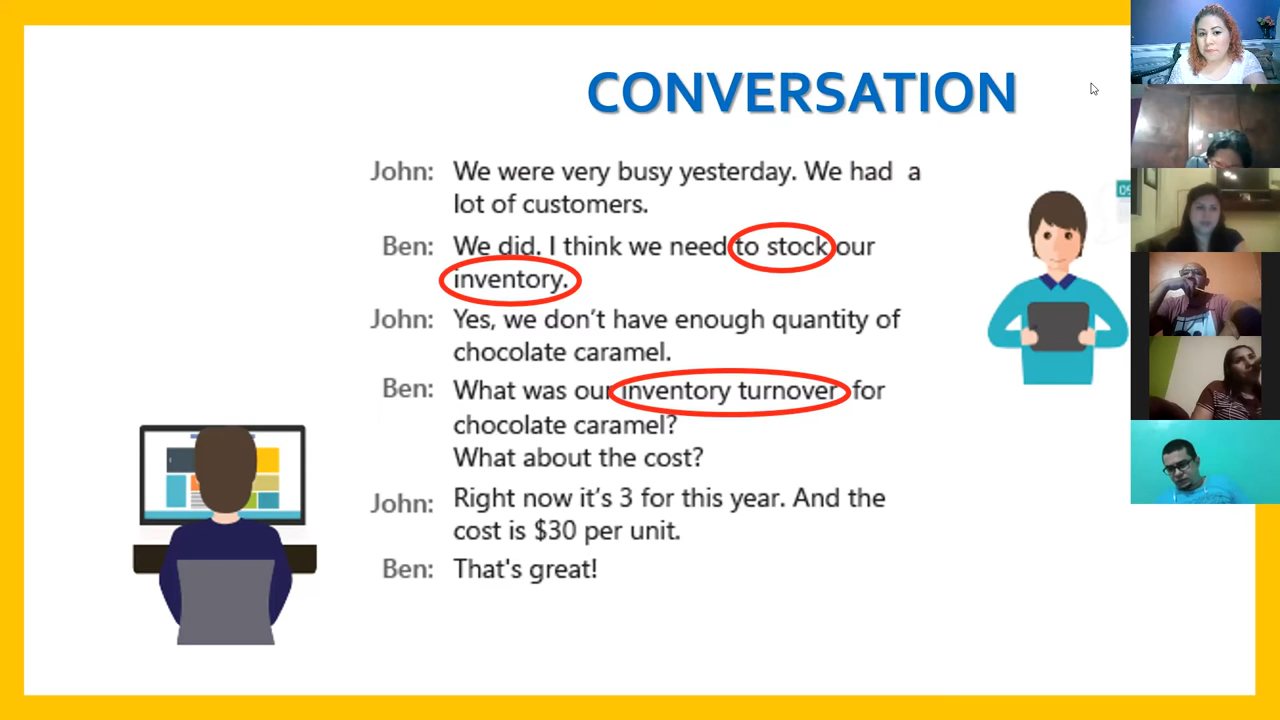 CONVERSATION
John: We were very busy yesterday. We had a
lot of customers.
Ben: We did. I think we need to stock our
inventory.
John: Yes, we don't have enough quantity of
chocolate caramel.
Ben: What was our inventory turnover for
chocolate caramel?
What about the cost?
John: Right now it's 3 for this year. And the
cost is $30 per unit.
Ben: That's great!